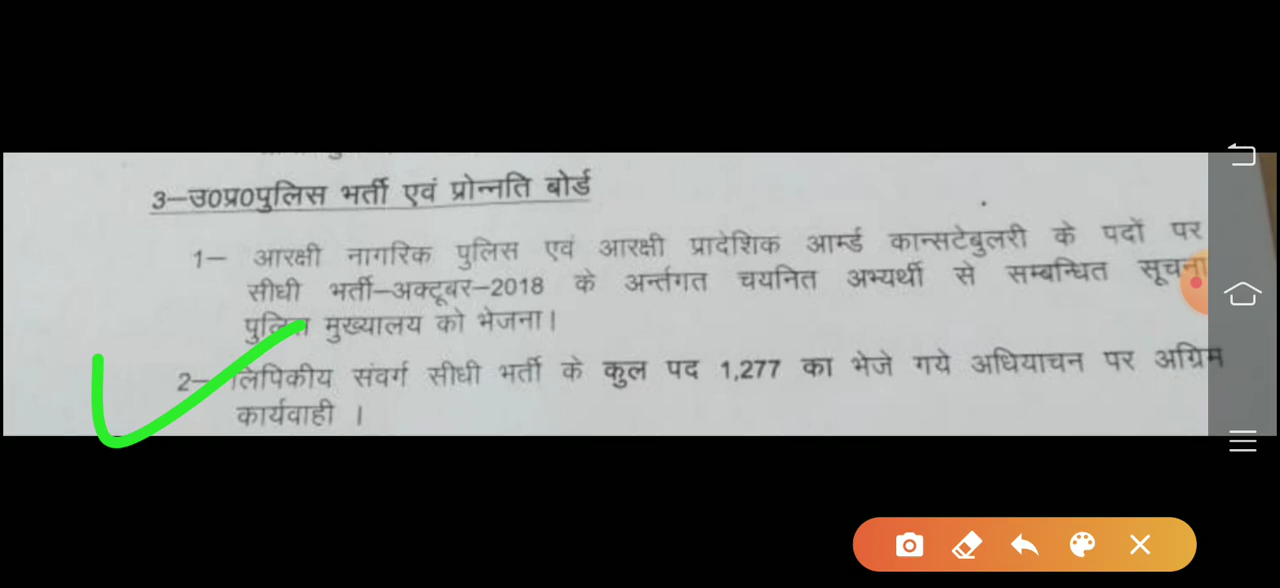 3–उ0प्र0पुलिस भर्ती एवं प्रोन्नति बोर्ड
1– आरक्षी नागरिक पुलिस एवं आरक्षी प्रादेशिक आर्म्ड कान्सटेबुलरी के पदों पर
सीधी भर्ती–अक्टूबर–2018 के अर्न्तगत चयनित अभ्यर्थी से सम्बन्धित सूचना
पुलिस मुख्यालय को भेजना।
2– लिपिकीय संवर्ग सीधी भर्ती के कुल पद 1,277 का भेजे गये अधियाचन पर अग्रिम
कार्यवाही ।